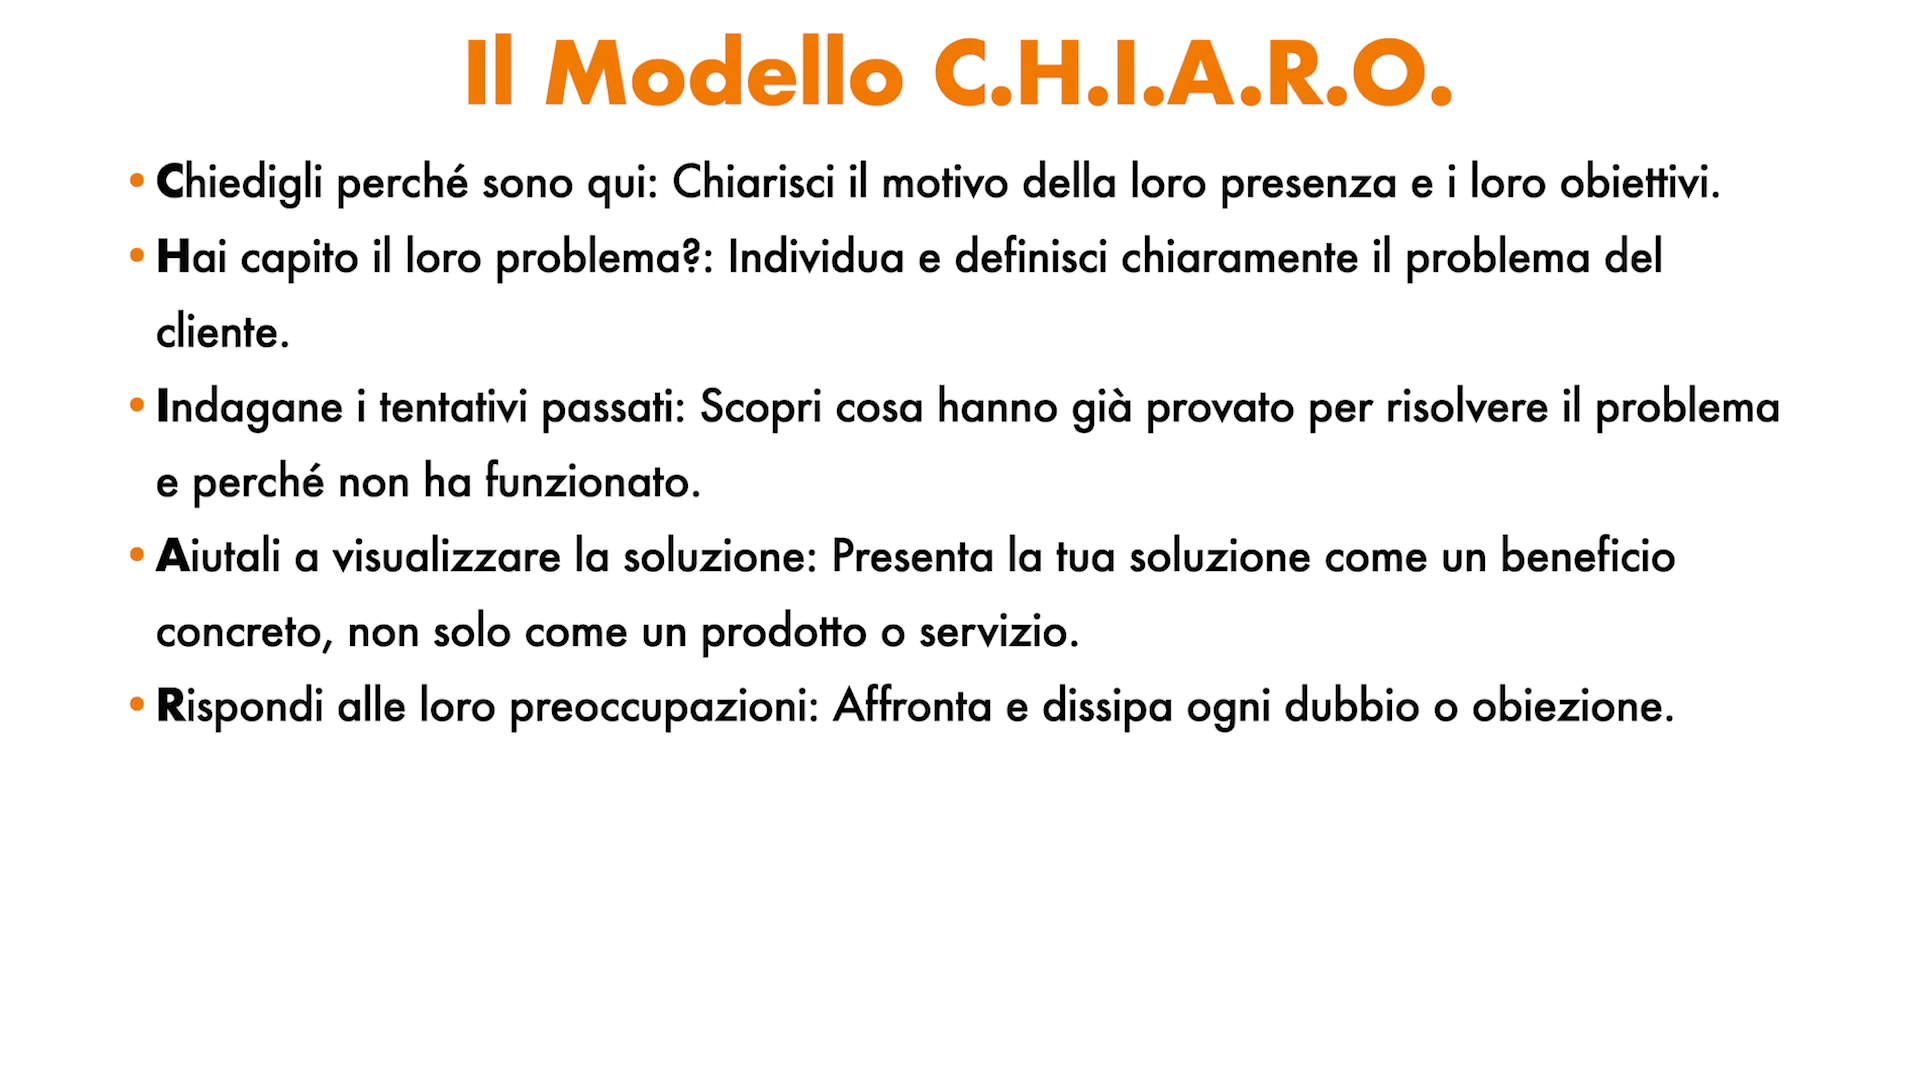 Il Modello C.H.I.A.R.O.
• Chiedigli perché sono qui: Chiarisci il motivo della loro presenza e i loro obiettivi.
• Hai capito il loro problema?: Individua e definisci chiaramente il problema del
cliente.
• Indagane i tentativi passati: Scopri cosa hanno già provato per risolvere il problema
e perché non ha funzionato.
• Aiutali a visualizzare la soluzione: Presenta la tua soluzione come un beneficio
concreto, non solo come un prodotto o servizio.
• Rispondi alle loro preoccupazioni: Affronta e dissipa ogni dubbio o obiezione.